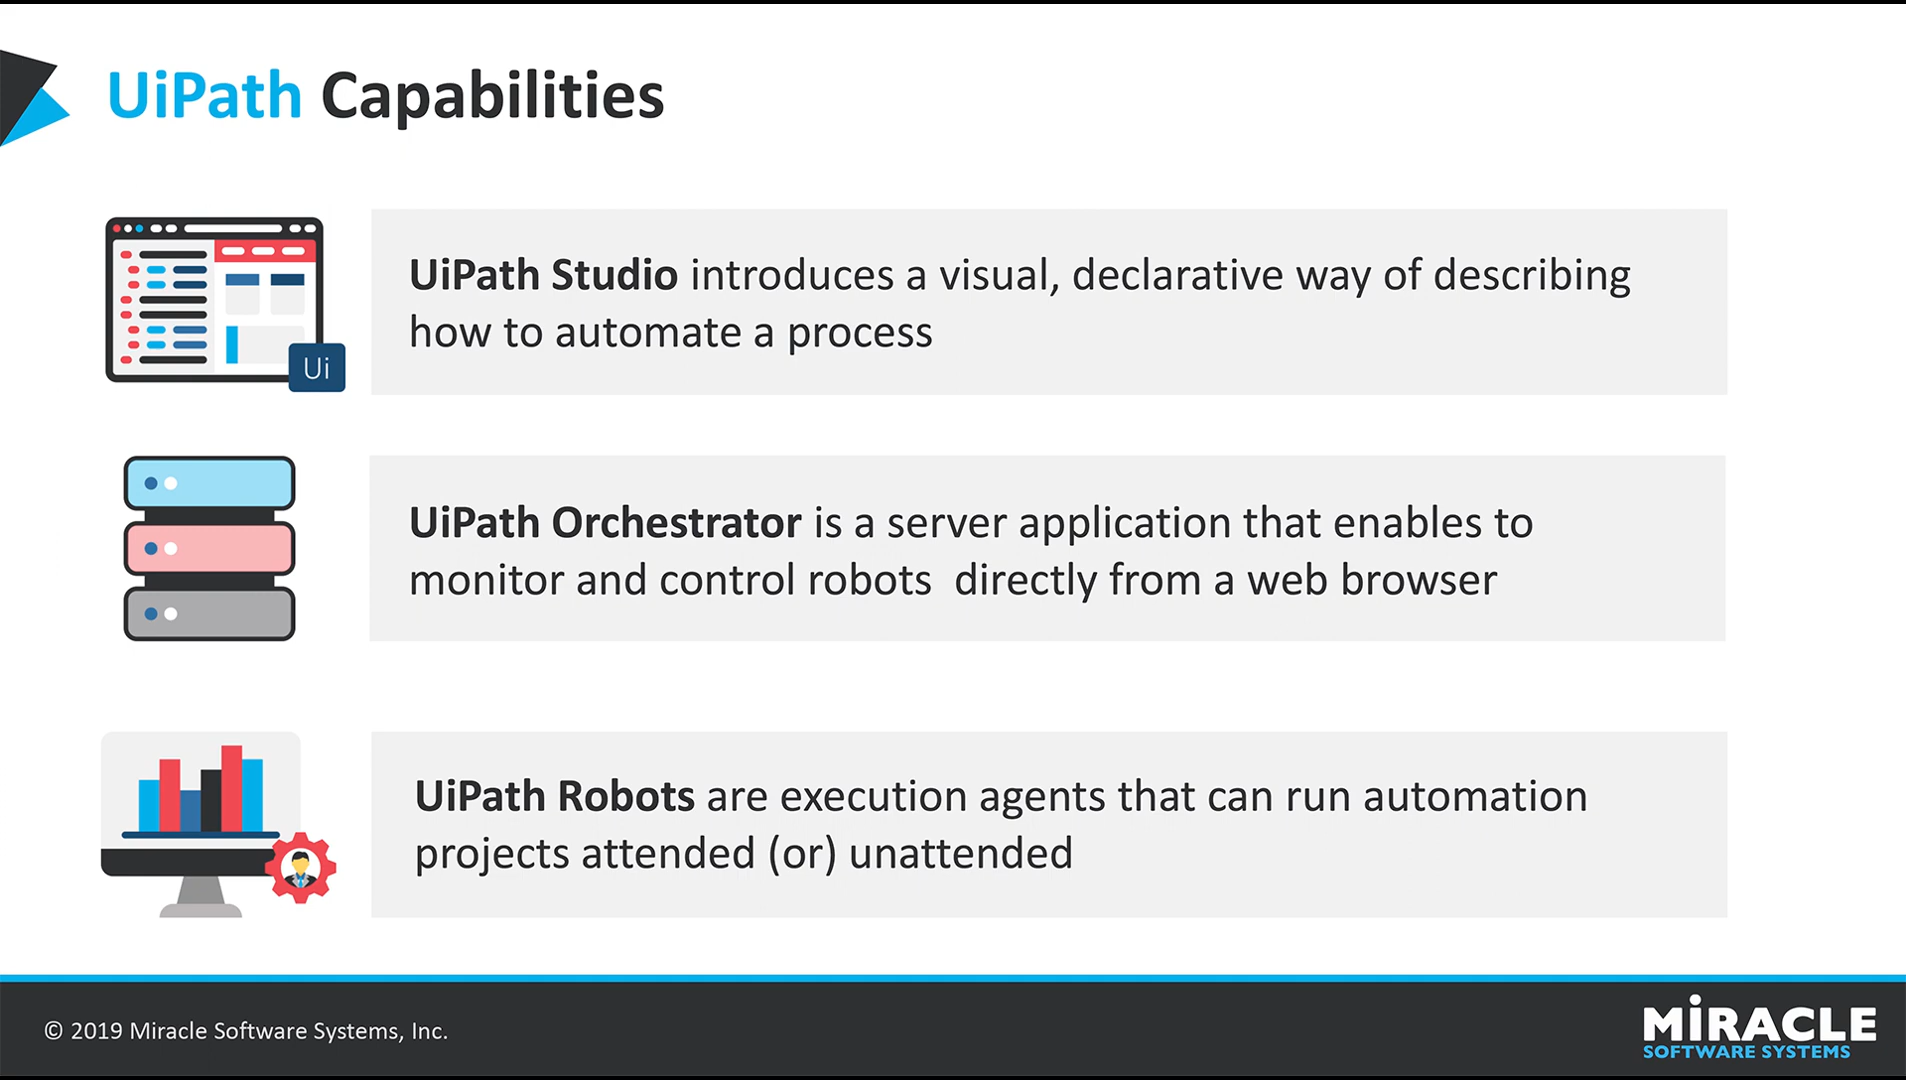 UiPath Capabilities
Ui
UiPath Studio introduces a visual, declarative way of describing
how to automate a process
UiPath Orchestrator is a server application that enables to
monitor and control robots  directly from a web browser
UiPath Robots are execution agents that can run automation
projects attended (or) unattended
© 2019 Miracle Software Systems, Inc.
MiRACLE
SOFTWARE SYSTEMS